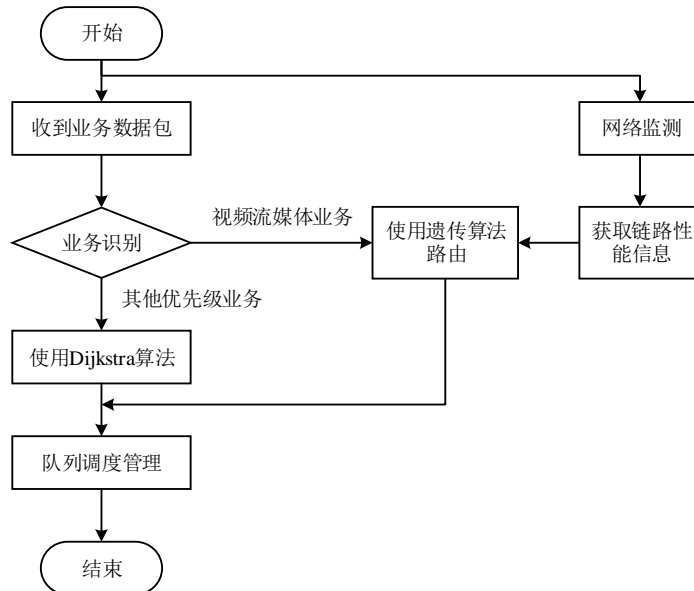 开始
收到业务数据包
网络监测
视频流媒体业务
业务识别
使用遗传算法
路由
获取链路性
能信息
其他优先级业务
使用Dijkstra算法
队列调度管理
结束